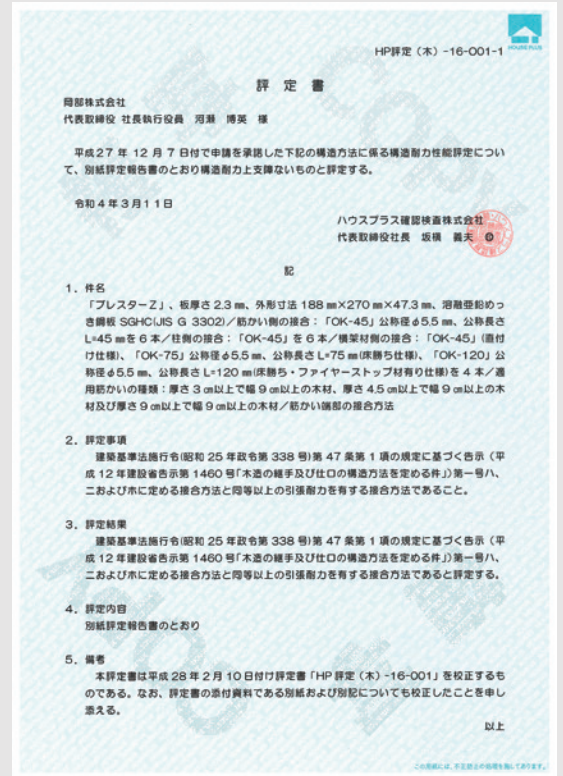 HOUSE PLUS
HP評定（木）-16-001-1
評 定 書
岡部株式会社
代表取締役 社長執行役員 河瀬 博英 様
平成27 年 12 月 7 日付で申請を承諾した下記の構造方法に係る構造耐力性能評定につい
て、別紙評定報告書のとおり構造耐力上支障ないものと評定する。
令和4年3月11日
ハウスプラス確認検査株式会社
代表取締役社長 坂横 義夫
記
1．件名
「ブレスターＺ」、板厚さ 2.3 ㎜、外形寸法 188 ㎜×270 ㎜×47.3 ㎜、溶融亜鉛めっ
き鋼板 SGHC(JIS G 3302)／筋かい側の接合：「OK-45」公称径φ5.5 ㎜、公称長さ
L=45 ㎜を 6 本／柱側の接合：「OK-45」を 6 本／横架材側の接合：「OK-45」(直付
け仕様)、「OK-75」公称径φ5.5 ㎜、公称長さ L=75 ㎜(床勝ち仕様)、「OK-120」公
称径φ5.5 ㎜、公称長さ L=120 ㎜(床勝ち・ファイヤーストップ材有り仕様)を 4 本／適
用筋かいの種類：厚さ 3 ㎝以上で幅 9 ㎝以上の木材、厚さ 4.5 ㎝以上で幅 9 ㎝以上の木
材及び厚さ 9 ㎝以上で幅 9 ㎝以上の木材／筋かい端部の接合方法
2．評定事項
建築基準法施行令(昭和 25 年政令第 338 号)第 47 条第 1 項の規定に基づく告示（平
成 12 年建設省告示第 1460 号｢木造の継手及び仕口の構造方法を定める件｣)第一号ハ、
ニおよびホに定める接合方法と同等以上の引張耐力を有する接合方法であること。
3．評定結果
建築基準法施行令(昭和 25 年政令第 338 号)第 47 条第 1 項の規定に基づく告示（平
成 12 年建設省告示第 1460 号｢木造の継手及び仕口の構造方法を定める件｣)第一号ハ、
ニおよびホに定める接合方法と同等以上の引張耐力を有する接合方法であると評定する。
4．評定内容
別紙評定報告書のとおり
5．備考
本評定書は平成 28 年 2 月 10 日付け評定書「HP 評定（木）-16-001」を校正するも
のである。なお、評定書の添付資料である別紙および別記についても校正したことを申し
添える。
以上
この用紙には、不正防止の処理を施してあります。